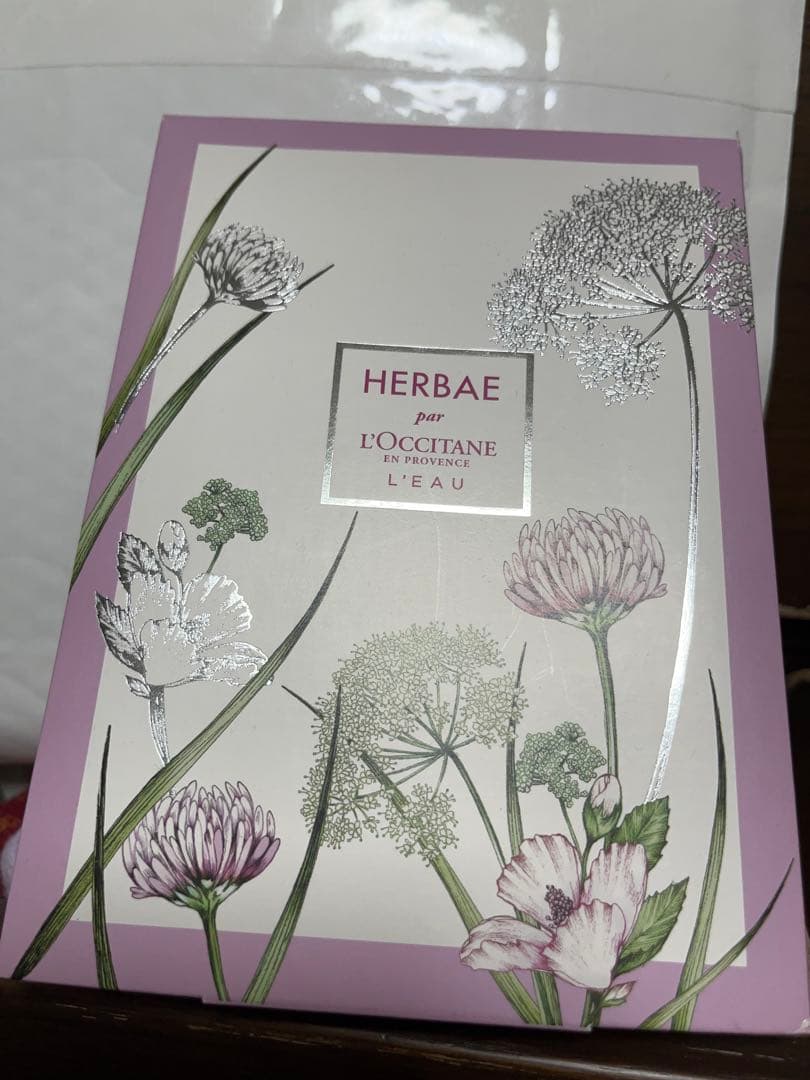 HERBAE
par
L'OCCITANE
EN PROVENCE
L'EAU